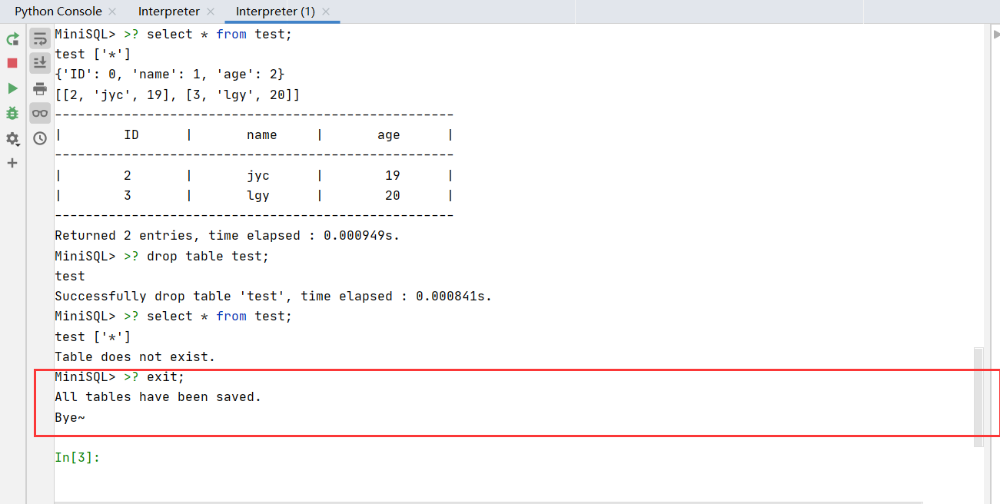 Python Console Interpreter Interpreter (1)
MiniSQL> >? select * from test;
test ['*']
{'ID': 0, 'name': 1, 'age': 2}
[[2, 'jyc', 19], [3, 'lgy', 20]]
----------------------------------------------------
| ID | name | age |
----------------------------------------------------
| 2 | jyc | 19 |
| 3 | lgy | 20 |
----------------------------------------------------
Returned 2 entries, time elapsed : 0.000949s.
MiniSQL> >? drop table test;
test
Successfully drop table 'test', time elapsed : 0.000841s.
MiniSQL> >? select * from test;
test ['*']
Table does not exist.
MiniSQL> >? exit;
All tables have been saved.
Bye~
In[3]: